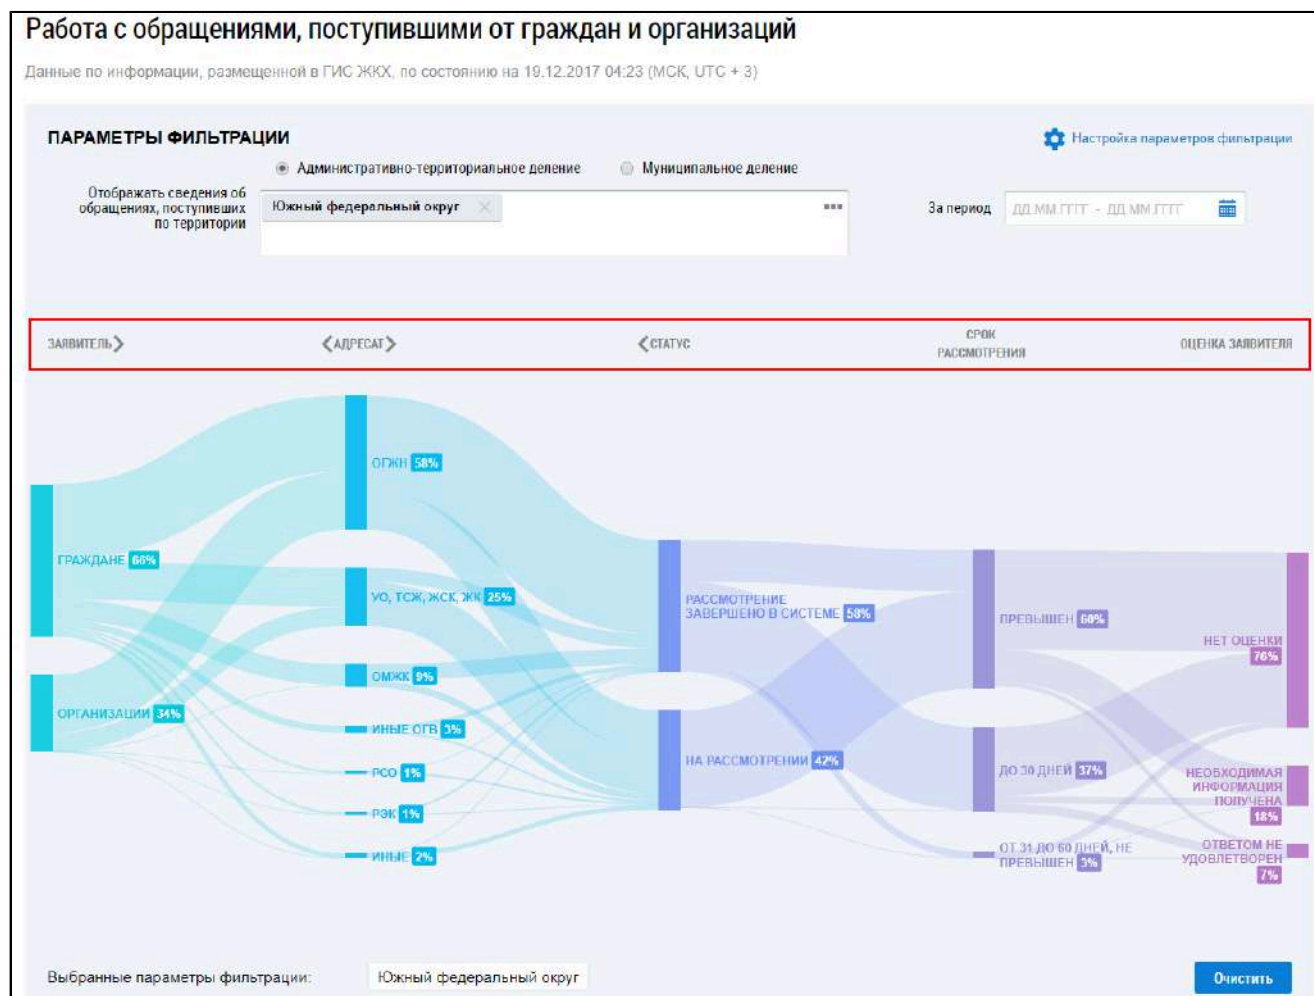 Работа с обращениями, поступившими от граждан и организаций
Данные по информации, размещенной в ГИС ЖКХ, по состоянию на 19.12.2017 04:23 (МСК, UTC + 3)
ПАРАМЕТРЫ ФИЛЬТРАЦИИ
Настройка параметров фильтрации
Административно-территориальное деление
Муниципальное деление
Отображать сведения об
обращениях, поступивших
по территории
Южный федеральный округ
За период
ДД.ММ.ГГГГ - ДД.ММ.ГГГГ
ЗАЯВИТЕЛЬ
АДРЕСАТ
СТАТУС
СРОК
РАССМОТРЕНИЯ
ОЦЕНКА ЗАЯВИТЕЛЯ
ГРАЖДАНЕ 66%
ОРГАНИЗАЦИИ 34%
ОГЖН 58%
УО, ТСЖ, ЖСК, ЖК 25%
ОМЖК 9%
ИНЫЕ ОГВ 3%
РСО 1%
РЭК 1%
ИНЫЕ 2%
РАССМОТРЕНИЕ
ЗАВЕРШЕНО В СИСТЕМЕ 58%
НА РАССМОТРЕНИИ 42%
ПРЕВЫШЕН 60%
ДО 30 ДНЕЙ 37%
ОТ 31 ДО 60 ДНЕЙ, НЕ
ПРЕВЫШЕН 3%
НЕТ ОЦЕНКИ
76%
НЕОБХОДИМАЯ
ИНФОРМАЦИЯ
ПОЛУЧЕНА
18%
ОТВЕТОМ НЕ
УДОВЛЕТВОРЕН
7%
Выбранные параметры фильтрации:
Южный федеральный округ
Очистить